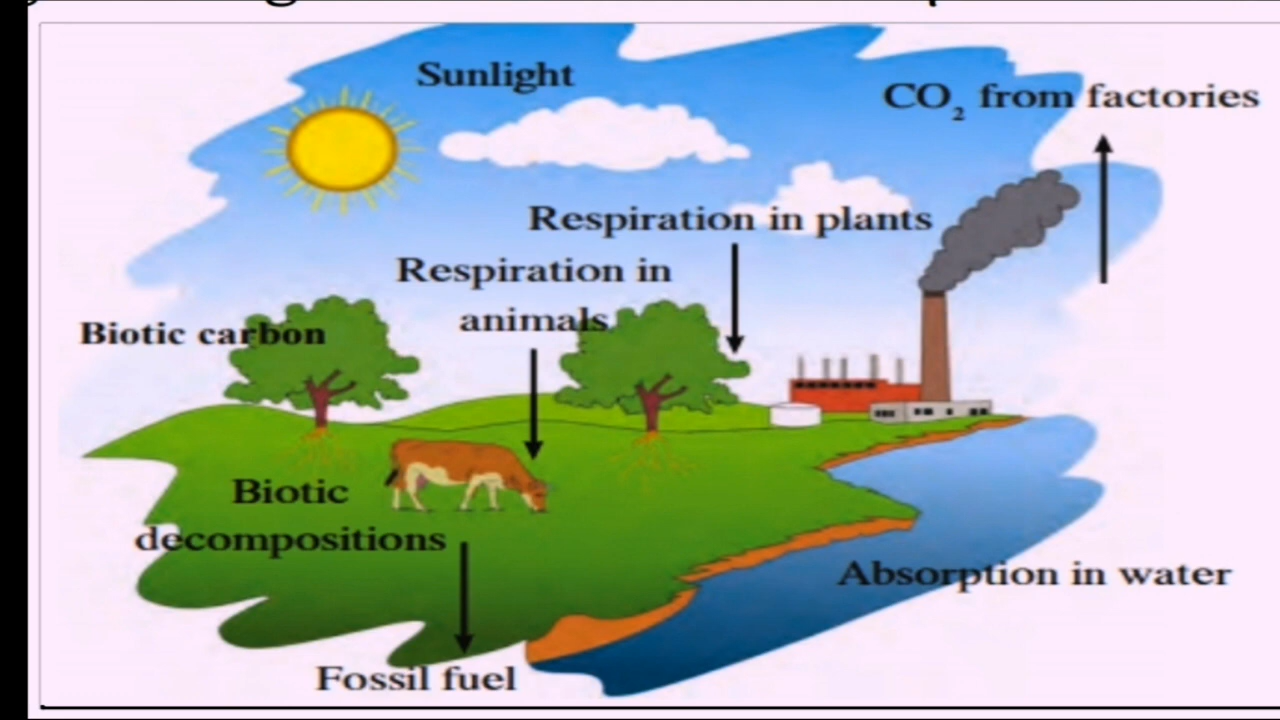 Sunlight
CO₂ from factories
Respiration in plants
Respiration in
animals
Biotic carbon
Biotic
decompositions
Absorption in water
Fossil fuel